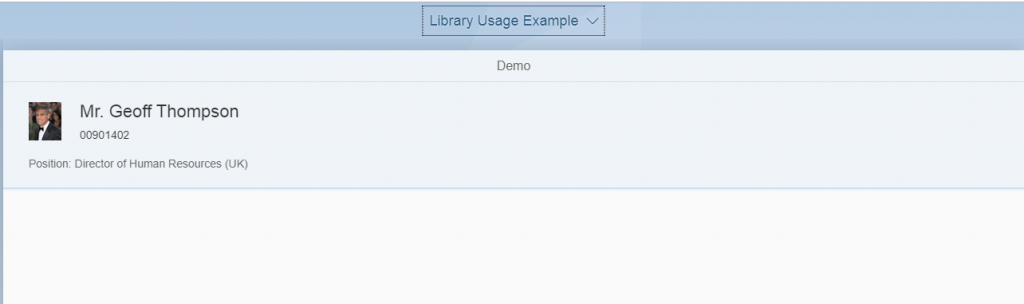 Library Usage Example
Demo
Mr. Geoff Thompson
00901402
Position: Director of Human Resources (UK)